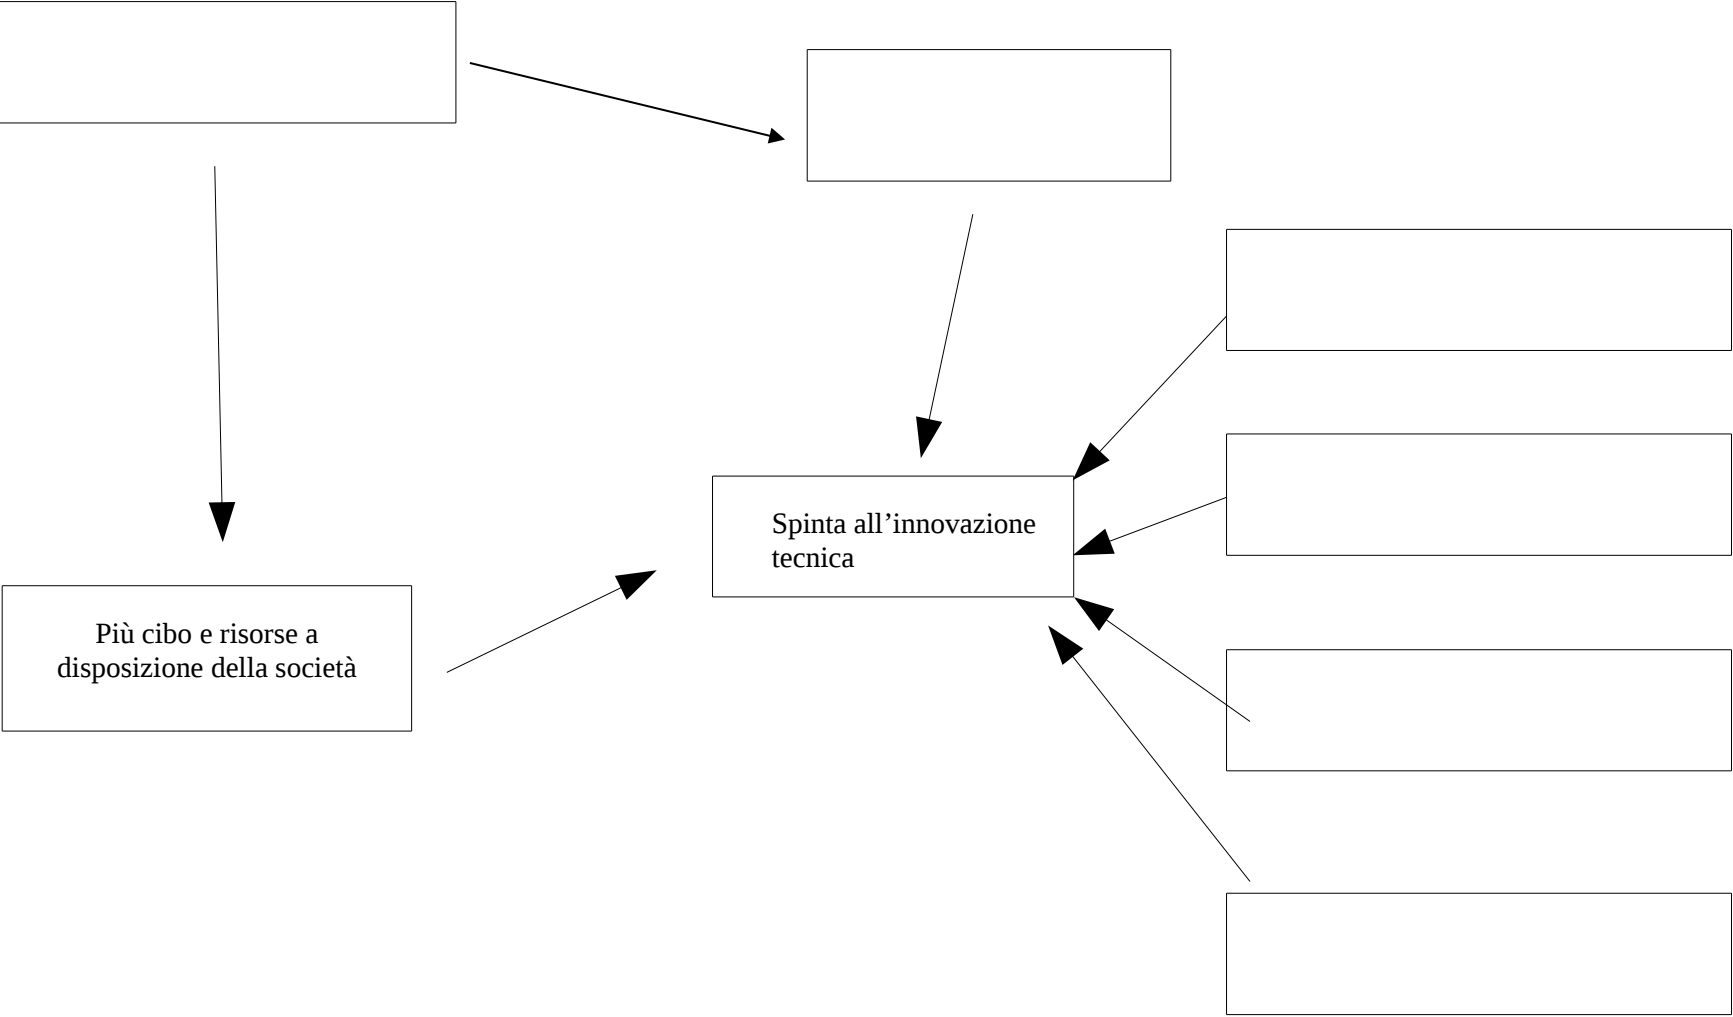 Spinta all’innovazione
tecnica
Più cibo e risorse a
disposizione della società